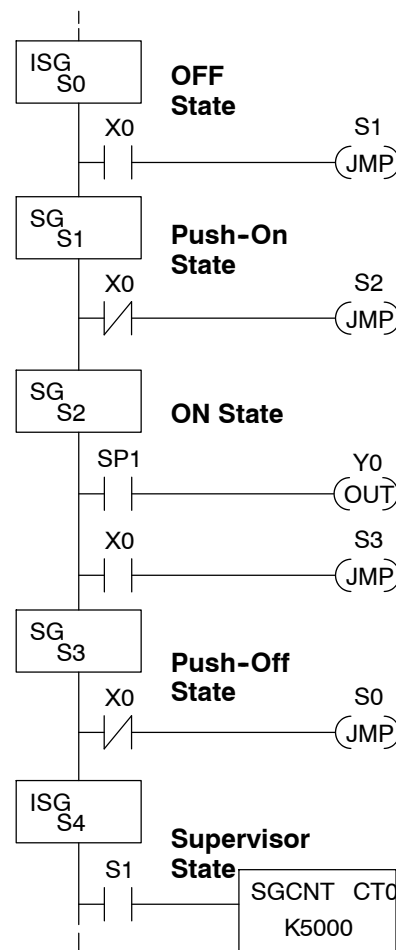 ISG
S0
OFF
State
X0
S1
JMP
SG
S1
Push-On
State
X0
S2
JMP
SG
S2
ON State
SP1
Y0
OUT
X0
S3
JMP
SG
S3
Push-Off
State
X0
S0
JMP
ISG
S4
Supervisor
State
S1
SGCNT CT0
K5000